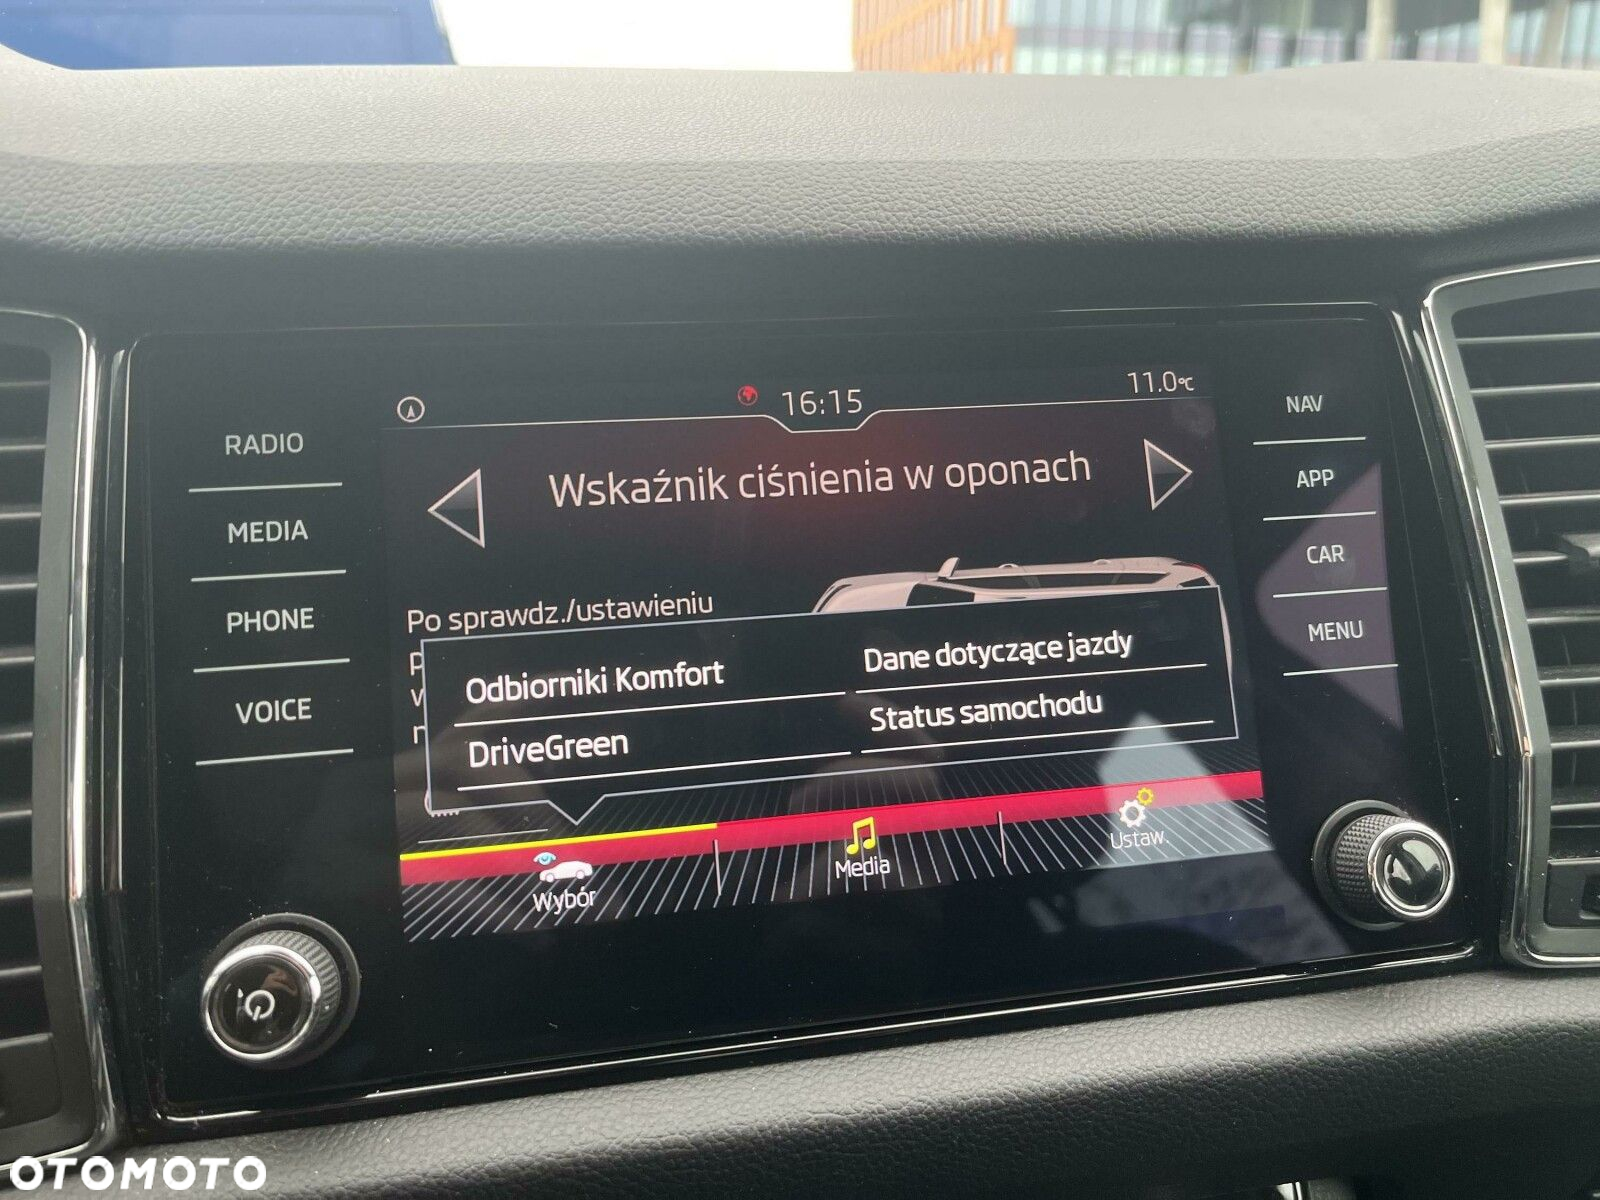 16:15
11.0°C
Wskaźnik ciśnienia w oponach
Po sprawdz./ustawieniu
Odbiorniki Komfort
Dane dotyczące jazdy
DriveGreen
Status samochodu
Wybór
Media
Ustaw.
RADIO
MEDIA
PHONE
VOICE
NAV
APP
CAR
MENU
OTOMOTO